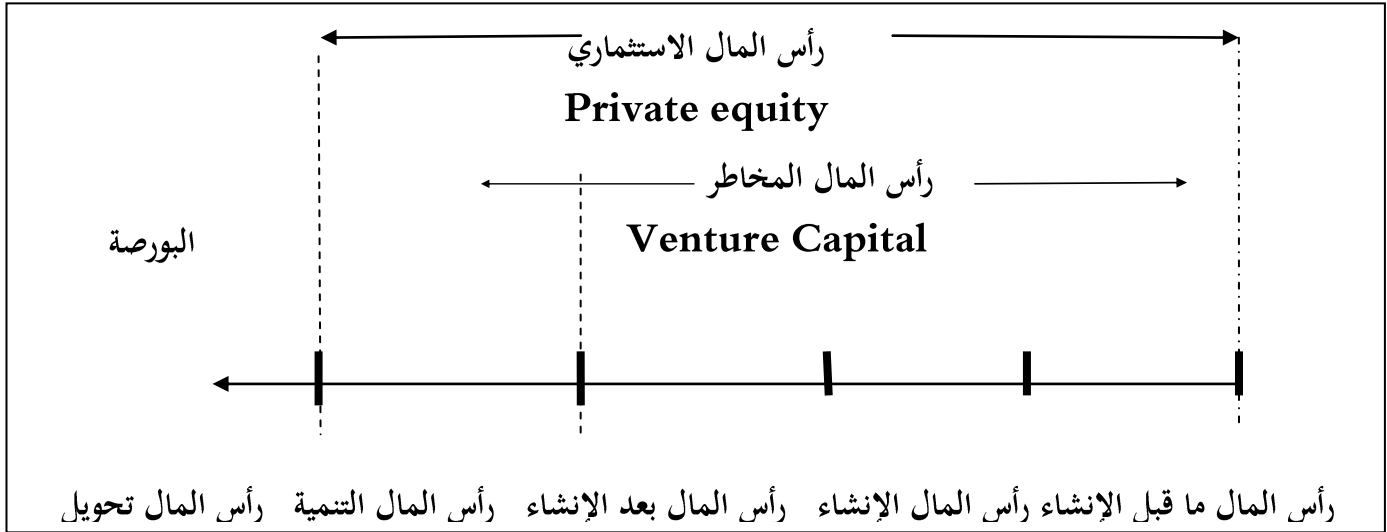 رأس المال الاستثماري
Private equity
رأس المال المخاطر
Venture Capital
البورصة
رأس المال ما قبل الإنشاء رأس المال الإنشاء رأس المال بعد الإنشاء رأس المال التنمية رأس المال تحويل